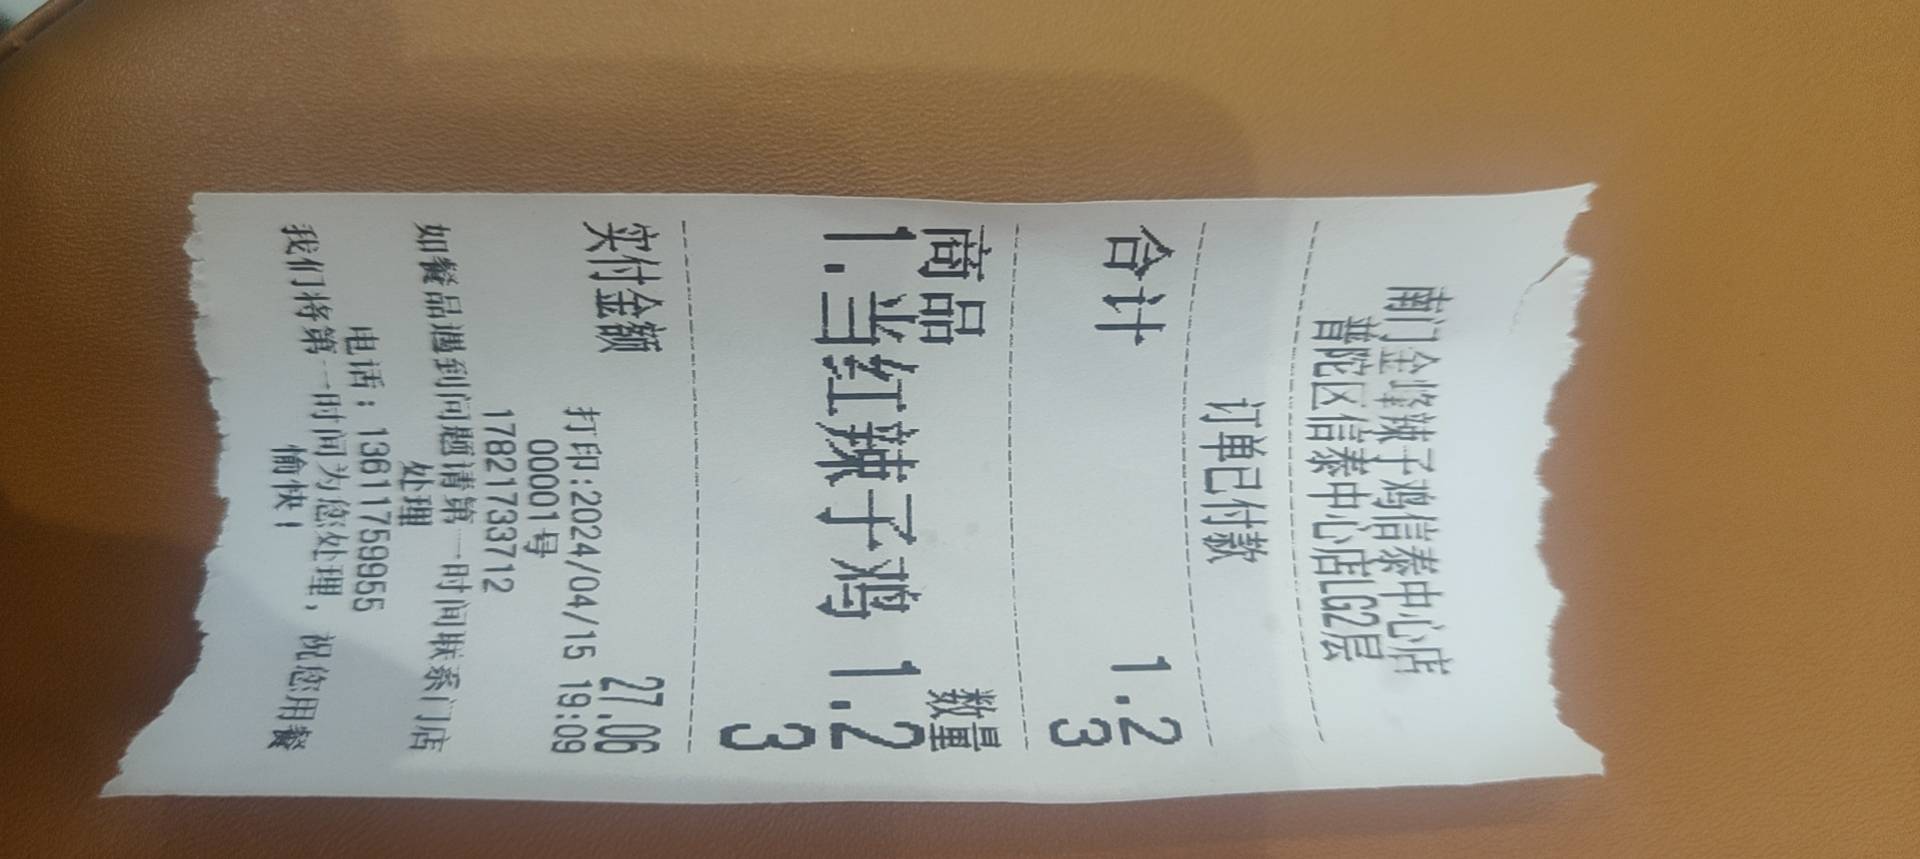 南门金峰辣子鸡信泰中心店
普陀区信泰中心店LG2层
订单已付款
合计 1.2
3
商品 数量
1.当红辣子鸡 1.2
3
实付金额 27.06
打印:2024/04/15 19:09
00001号
17821733712
如餐品遇到问题请第一时间联系门店
处理
电话：13611759955
我们将第一时间为您处理，祝您用餐
愉快！